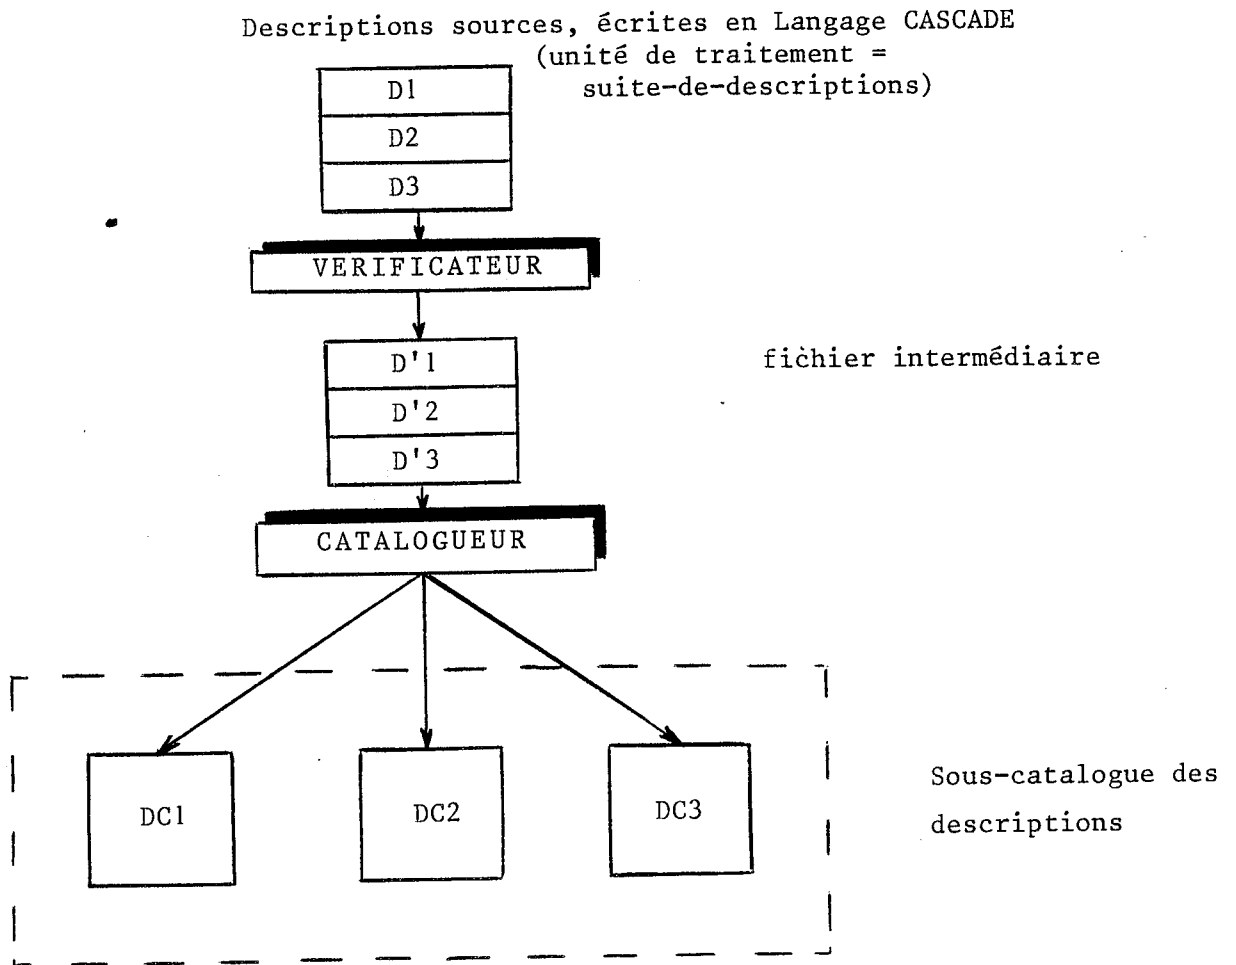 Descriptions sources, écrites en Langage CASCADE
(unité de traitement =
suite-de-descriptions)
D1
D2
D3
VERIFICATEUR
D'1
fichier intermédiaire
D'2
D'3
CATALOGUEUR
DC1
DC2
DC3
Sous-catalogue des
descriptions